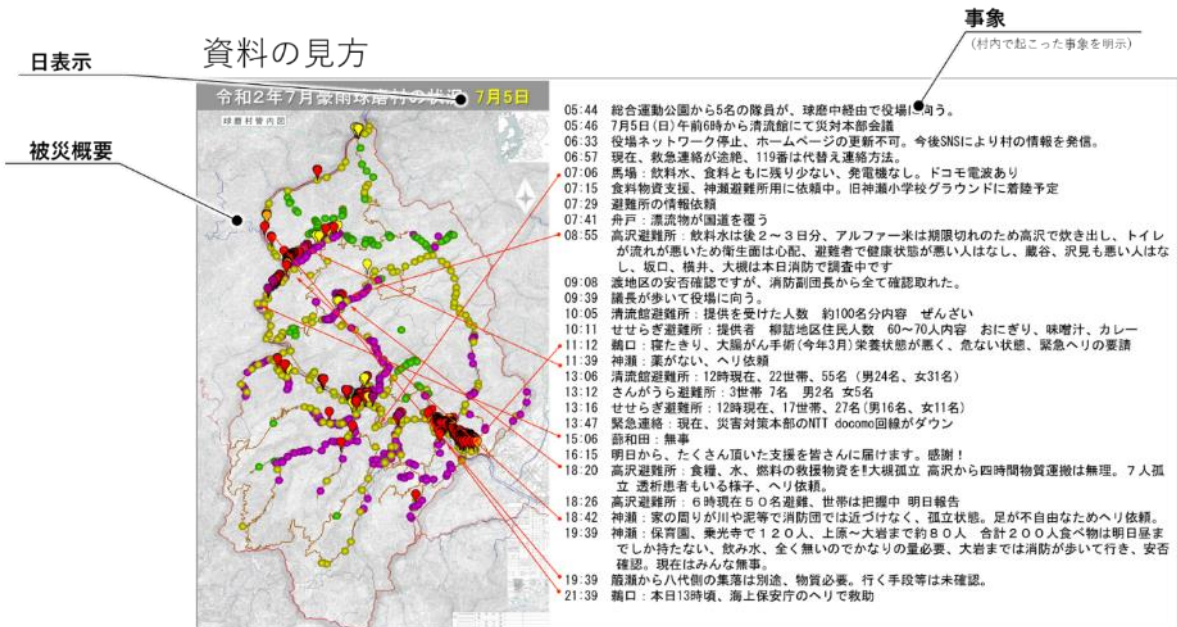 資料の見方
日表示
被災概要
事象
(村内で起こった事象を明示)
令和2年7月豪雨球磨村の状況 7月5日
球磨村管内図
05:44 総合運動公園から5名の隊員が、球磨中経由で役場に向う。
05:46 7月5日(日)午前6時から清流館にて災対本部会議
06:33 役場ネットワーク停止、ホームページの更新不可。今後SNSにより村の情報を発信。
06:57 現在、救急連絡が途絶、119番は代替え連絡方法。
07:06 馬場：飲料水、食料ともに残り少ない、発電機なし。ドコモ電波あり
07:15 食料物資支援、神瀬避難所用に依頼中。旧神瀬小学校グラウンドに着陸予定
07:29 避難所の情報依頼
07:41 舟戸：漂流物が国道を覆う
08:55 高沢避難所：飲料水は後2～3日分、アルファー米は期限切れのため高沢で炊き出し、トイレ
が流れが悪いため衛生面は心配、避難者で健康状態が悪い人はなし、蔵谷、沢見も悪い人はな
し、坂口、横井、大槻は本日消防で調査中です
09:08 渡地区の安否確認ですが、消防副団長から全て確認取れた。
09:39 議長が歩いて役場に向う。
10:05 清流館避難所：提供を受けた人数 約100名分内容 ぜんざい
10:11 せせらぎ避難所：提供者 柳詰地区住民人数 60～70人内容 おにぎり、味噌汁、カレー
11:12 鵜口：寝たきり、大腸がん手術(今年3月)栄養状態が悪く、危ない状態、緊急ヘリの要請
11:39 神瀬：薬がない、ヘリ依頼
13:06 清流館避難所：12時現在、22世帯、55名（男24名、女31名）
13:12 さんがうら避難所：3世帯 7名 男2名 女5名
13:16 せせらぎ避難所：12時現在、17世帯、27名(男16名、女11名)
13:47 緊急連絡：現在、災害対策本部のNTT docomo回線がダウン
15:06 蔀和田：無事
16:15 明日から、たくさん頂いた支援を皆さんに届けます。感謝！
18:20 高沢避難所：食糧、水、燃料の救援物資を‼大槻孤立 高沢から四時間物質運搬は無理。７人孤
立 透析患者もいる様子、ヘリ依頼。
18:26 高沢避難所：６時現在５０名避難、世帯は把握中 明日報告
18:42 神瀬：家の周りが川や泥等で消防団では近づけなく、孤立状態。足が不自由なためヘリ依頼。
19:39 神瀬：保育園、乗光寺で１２０人、上原～大岩まで約８０人 合計２００人食べ物は明日昼ま
でしか持たない、飲み水、全く無いのでかなりの量必要、大岩までは消防が歩いて行き、安否
確認。現在はみんな無事。
19:39 簡瀬から八代側の集落は別途、物質必要。行く手段等は未確認。
21:39 鵜口：本日13時頃、海上保安庁のヘリで救助